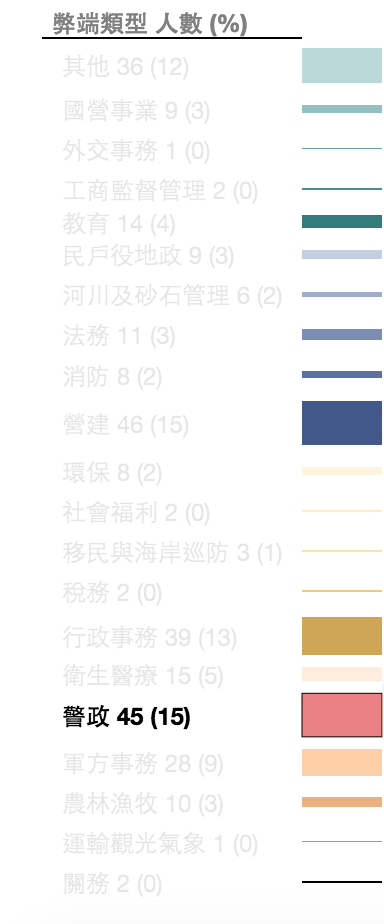 弊端類型 人數 (%)
其他 36 (12)
國營事業 9 (3)
外交事務 1 (0)
工商監督管理 2 (0)
教育 14 (4)
民戶役地政 9 (3)
河川及砂石管理 6 (2)
法務 11 (3)
消防 8 (2)
營建 46 (15)
環保 8 (2)
社會福利 2 (0)
移民與海岸巡防 3 (1)
稅務 2 (0)
行政事務 39 (13)
衛生醫療 15 (5)
警政 45 (15)
軍方事務 28 (9)
農林漁牧 10 (3)
運輸觀光氣象 1 (0)
關務 2 (0)